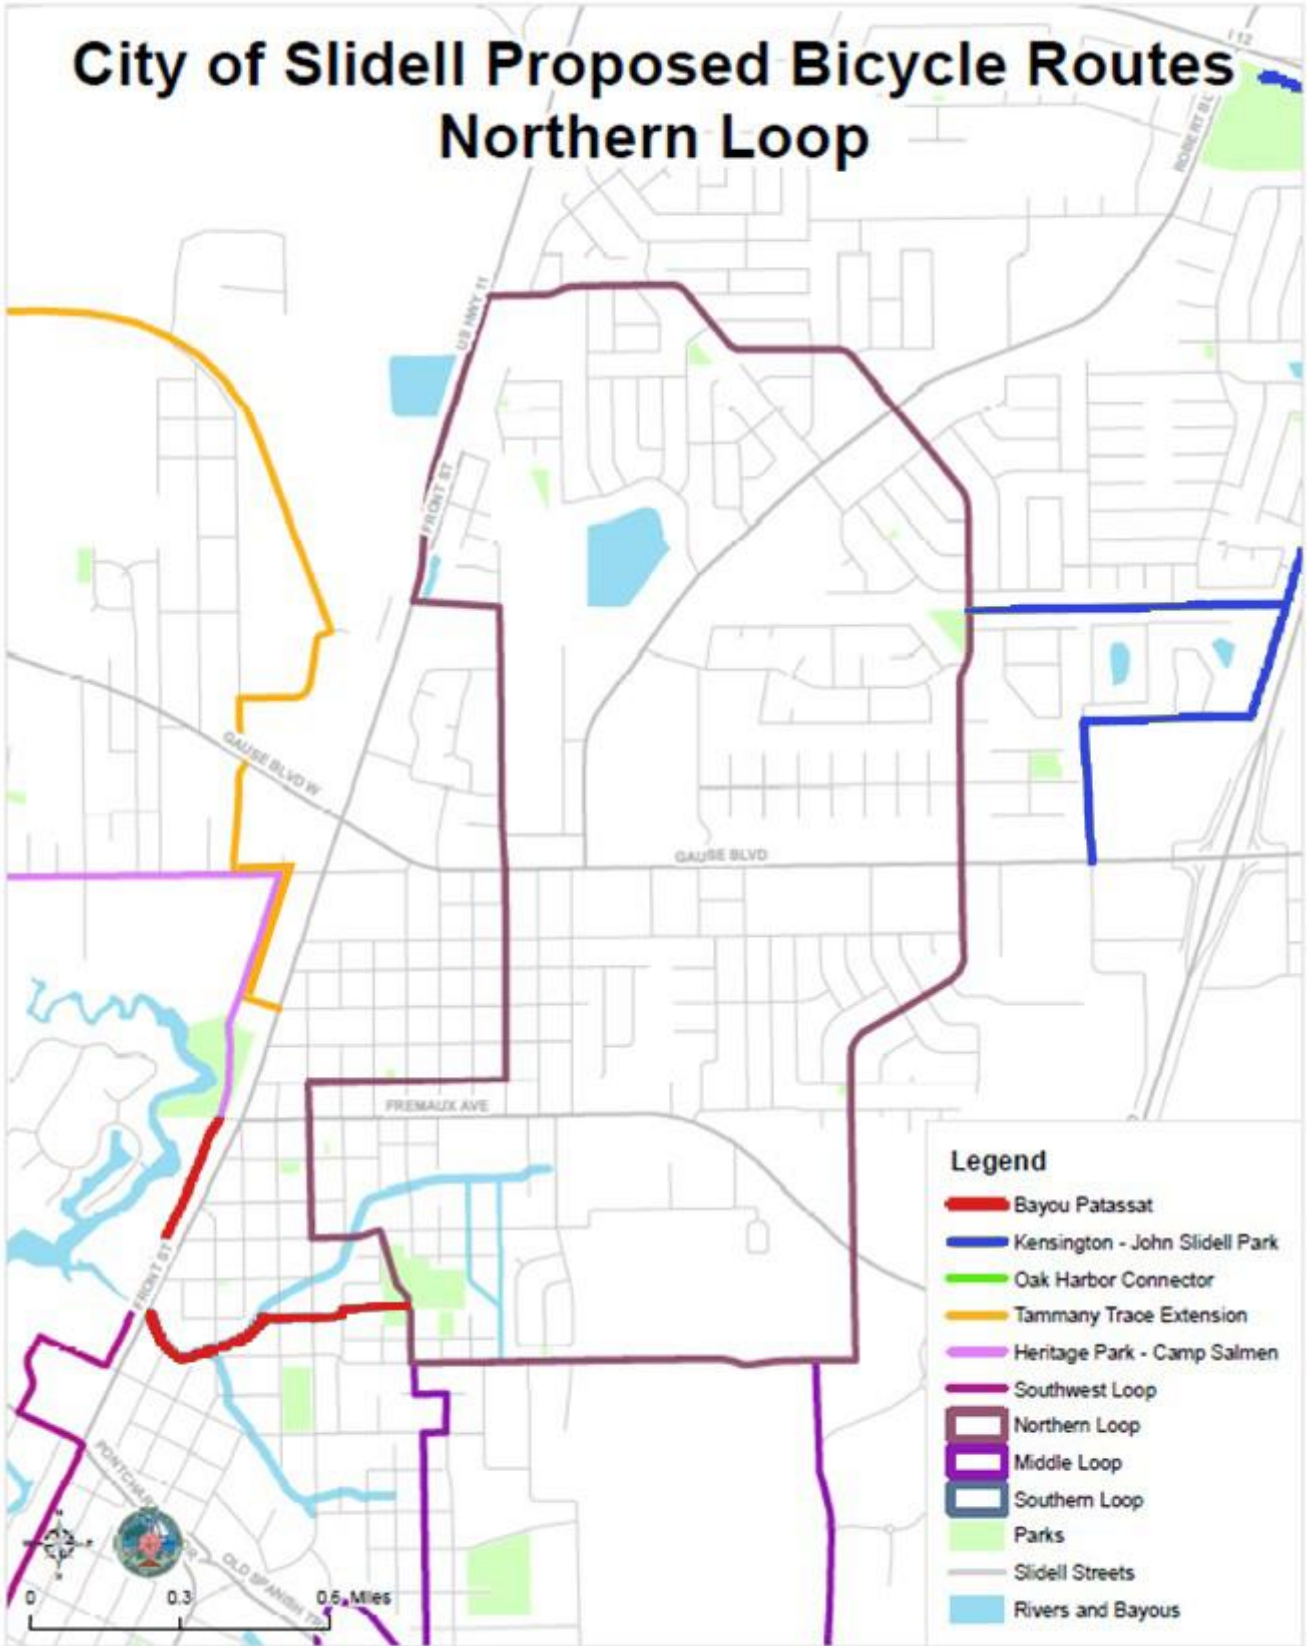 City of Slidell Proposed Bicycle Routes
Northern Loop
I 12
ROBERT BL
US HWY 11
FRONT ST
GAUSE BLVD W
GAUSE BLVD
FREMAUX AVE
FRONT ST
Legend
Bayou Patassat
Kensington - John Slidell Park
Oak Harbor Connector
Tammany Trace Extension
Heritage Park - Camp Salmen
Southwest Loop
Northern Loop
Middle Loop
Southern Loop
Parks
Slidell Streets
Rivers and Bayous
OLD SPANISH TR
0 0.3 0.6 Miles